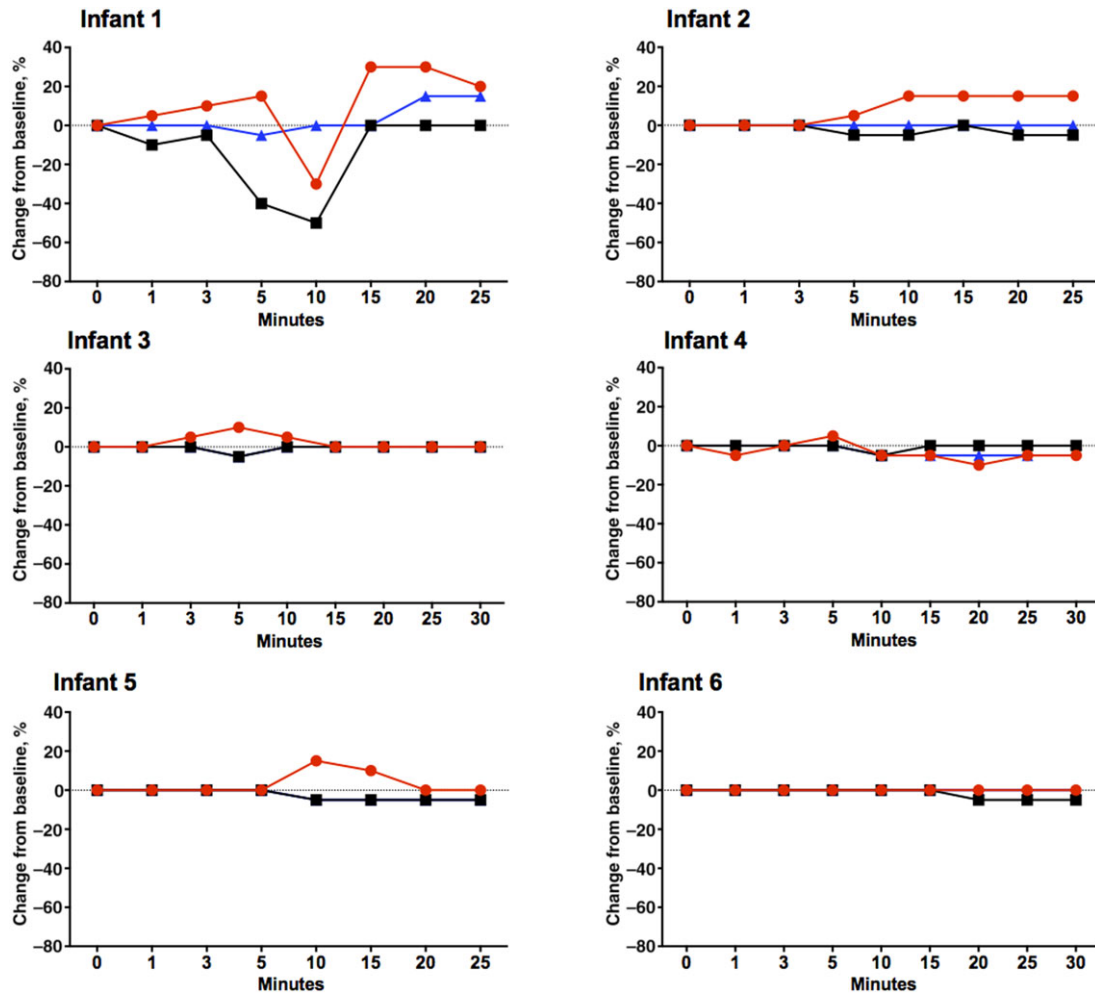 Infant 1
Change from baseline, %
40
20
0
–20
–40
–60
–80
0 1 3 5 10 15 20 25
Minutes
Infant 2
Change from baseline, %
40
20
0
–20
–40
–60
–80
0 1 3 5 10 15 20 25
Minutes
Infant 3
Change from baseline, %
40
20
0
–20
–40
–60
–80
0 1 3 5 10 15 20 25 30
Minutes
Infant 4
Change from baseline, %
40
20
0
–20
–40
–60
–80
0 1 3 5 10 15 20 25 30
Minutes
Infant 5
Change from baseline, %
40
20
0
–20
–40
–60
–80
0 1 3 5 10 15 20 25
Minutes
Infant 6
Change from baseline, %
40
20
0
–20
–40
–60
–80
0 1 3 5 10 15 20 25 30
Minutes